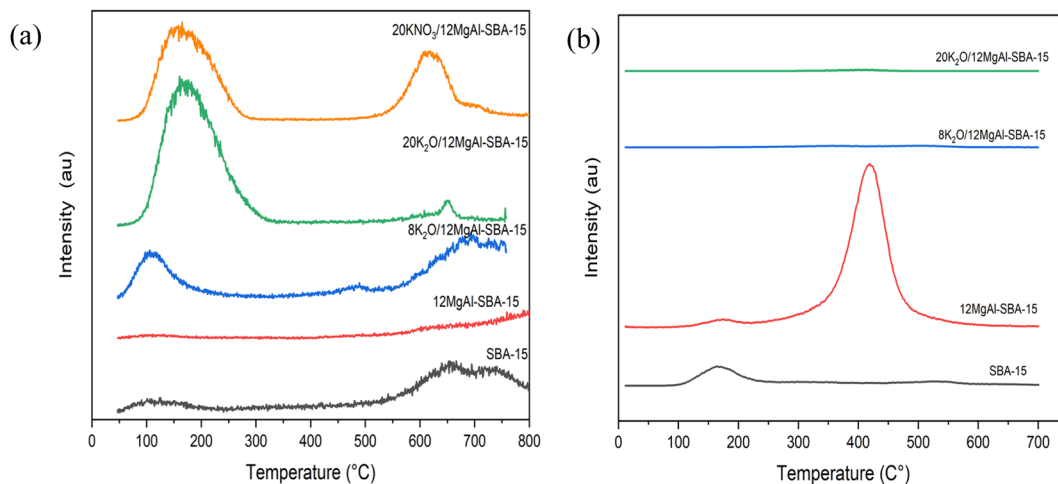 (a)
20KNO₃/12MgAl-SBA-15
20K₂O/12MgAl-SBA-15
8K₂O/12MgAl-SBA-15
12MgAl-SBA-15
SBA-15
Intensity (au)
0 100 200 300 400 500 600 700 800
Temperature (°C)
(b)
20K₂O/12MgAl-SBA-15
8K₂O/12MgAl-SBA-15
12MgAl-SBA-15
SBA-15
Intensity (au)
0 100 200 300 400 500 600 700
Temperature (C°)